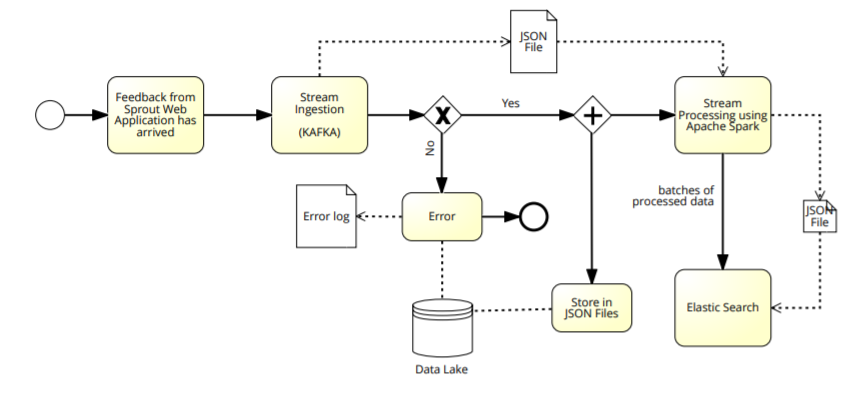 JSON
File
Feedback from
Sprout Web
Application has
arrived
Stream
Ingestion
(KAFKA)
Yes
Stream
Processing using
Apache Spark
No
batches of
processed data
JSON
File
Error log
Error
Store in
JSON Files
Elastic Search
Data Lake